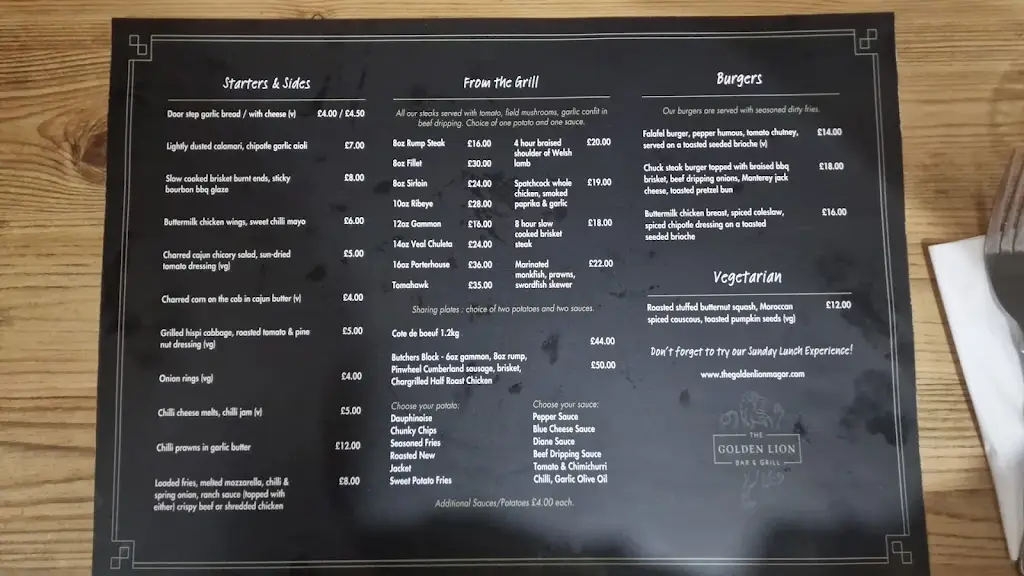 Starters & Sides
Door step garlic bread / with cheese (v) £4.00 / £4.50
Lightly dusted calamari, chipotle garlic aioli £7.00
Slow cooked brisket burnt ends, sticky £8.00
bourbon bbq glaze
Buttermilk chicken wings, sweet chilli mayo £6.00
Charred cajun chicory salad, sun-dried £5.00
tomato dressing (vg)
Charred corn on the cob in cajun butter (v) £4.00
Grilled hispi cabbage, roasted tomato & pine £5.00
nut dressing (vg)
Onion rings (vg) £4.00
Chilli cheese melts, chilli jam (v) £5.00
Chilli prawns in garlic butter £12.00
Loaded fries, melted mozzarella, chilli & £8.00
spring onion, ranch sauce (topped with
either) crispy beef or shredded chicken
From the Grill
All our steaks served with tomato, field mushrooms, garlic confit in
beef dripping. Choice of one potato and one sauce.
8oz Rump Steak £16.00
8oz Fillet £30.00
8oz Sirloin £24.00
10oz Ribeye £28.00
12oz Gammon £16.00
14oz Veal Chuleta £24.00
16oz Porterhouse £36.00
Tomahawk £35.00
4 hour braised £20.00
shoulder of Welsh
lamb
Spatchcock whole £19.00
chicken, smoked
paprika & garlic
8 hour slow £18.00
cooked brisket
steak
Marinated £22.00
monkfish, prawns,
swordfish skewer
Sharing plates : choice of two potatoes and two sauces.
Cote de boeuf 1.2kg £44.00
Butchers Block - 6oz gammon, 8oz rump, £50.00
Pinwheel Cumberland sausage, brisket,
Chargrilled Half Roast Chicken
Choose your potato:
Dauphinoise
Chunky Chips
Seasoned Fries
Roasted New
Jacket
Sweet Potato Fries
Choose your sauce:
Pepper Sauce
Blue Cheese Sauce
Diane Sauce
Beef Dripping Sauce
Tomato & Chimichurri
Chilli, Garlic Olive Oil
Additional Sauces/Potatoes £4.00 each.
Burgers
Our burgers are served with seasoned dirty fries.
Falafel burger, pepper humous, tomato chutney, £14.00
served on a toasted seeded brioche (v)
Chuck steak burger topped with braised bbq £18.00
brisket, beef dripping onions, Monterey jack
cheese, toasted pretzel bun
Buttermilk chicken breast, spiced coleslaw, £16.00
spiced chipotle dressing on a toasted
seeded brioche
Vegetarian
Roasted stuffed butternut squash, Moroccan £12.00
spiced couscous, toasted pumpkin seeds (vg)
Don't forget to try our Sunday Lunch Experience!
www.thegoldenlionmagor.com
THE
GOLDEN LION
BAR & GRILL